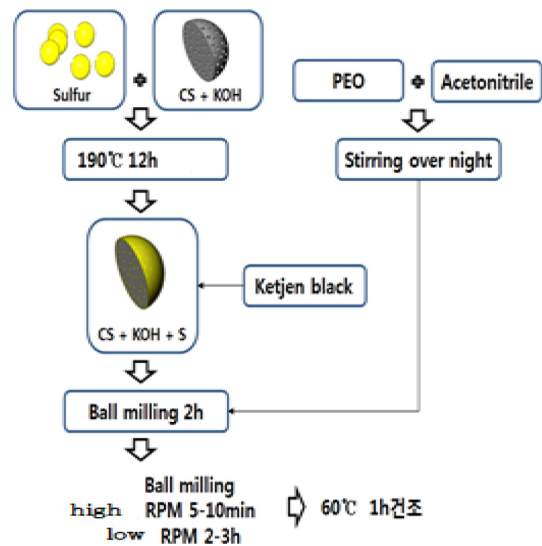 Sulfur
CS + KOH
PEO
Acetonitrile
190℃ 12h
Stirring over night
CS + KOH + S
Ketjen black
Ball milling 2h
Ball milling
high RPM 5-10min
low RPM 2-3h
60℃ 1h건조